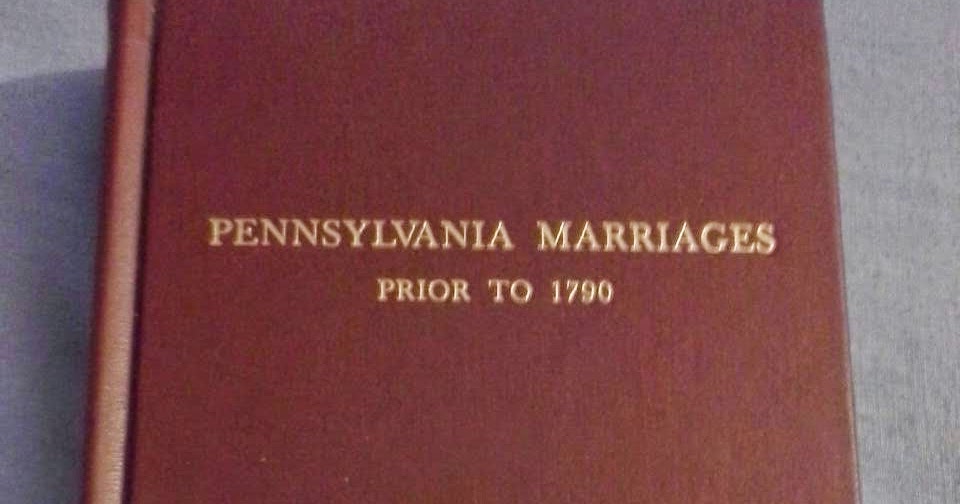 PENNSYLVANIA MARRIAGES
PRIOR TO 1790